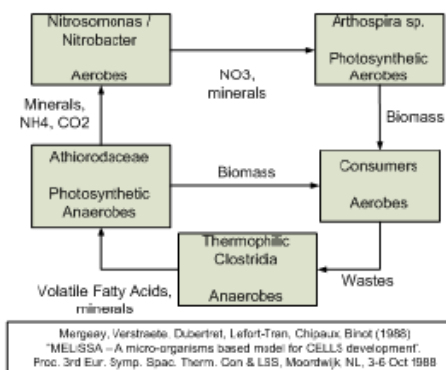 Nitrosomonas /
Nitrobacter
Aerobes
Arthospira sp.
Photosynthetic
Aerobes
NO3,
minerals
Minerals,
NH4, CO2
Biomass
Athiorodaceae
Photosynthetic
Anaerobes
Biomass
Consumers
Aerobes
Thermophilic
Clostridia
Anaerobes
Wastes
Volatile Fatty Acids,
minerals
Mergeay, Verstraete, Dubertret, Lefort-Tran, Chipaux, Binot (1988)
"MELiSSA – A micro-organisms based model for CELLS development".
Proc. 3rd Eur. Symp. Spac. Therm. Con & LSS, Noordwijk, NL, 3-6 Oct 1988